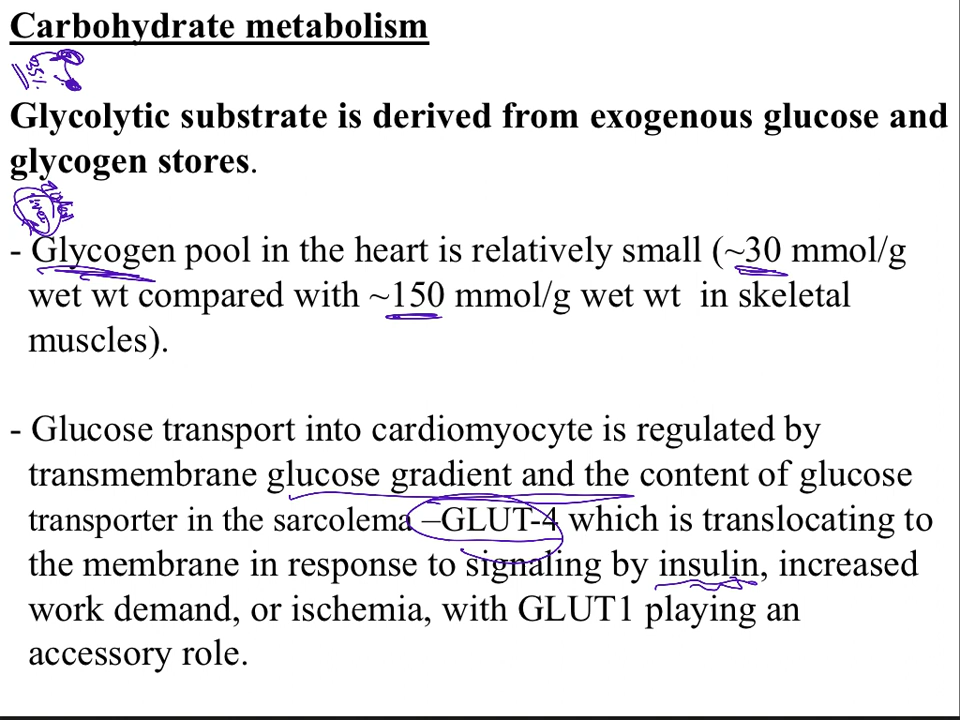 Carbohydrate metabolism
Glycolytic substrate is derived from exogenous glucose and
glycogen stores.
- Glycogen pool in the heart is relatively small (~30 mmol/g
wet wt compared with ~150 mmol/g wet wt in skeletal
muscles).
- Glucose transport into cardiomyocyte is regulated by
transmembrane glucose gradient and the content of glucose
transporter in the sarcolema –GLUT-4 which is translocating to
the membrane in response to signaling by insulin, increased
work demand, or ischemia, with GLUT1 playing an
accessory role.